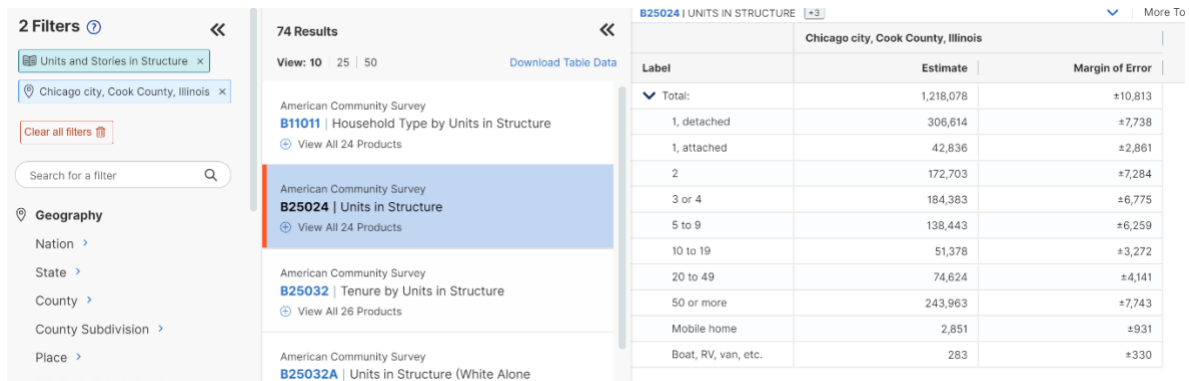 2 Filters
Units and Stories in Structure ×
Chicago city, Cook County, Illinois ×
Clear all filters
Search for a filter
Geography
Nation
State
County
County Subdivision
Place
74 Results
View: 10 25 50 Download Table Data
American Community Survey
B11011 | Household Type by Units in Structure
View All 24 Products
American Community Survey
B25024 | Units in Structure
View All 24 Products
American Community Survey
B25032 | Tenure by Units in Structure
View All 26 Products
American Community Survey
B25032A | Units in Structure (White Alone
B25024 | UNITS IN STRUCTURE +3 More To
Chicago city, Cook County, Illinois
Label Estimate Margin of Error
Total: 1,218,078 ±10,813
1, detached 306,614 ±7,738
1, attached 42,836 ±2,861
2 172,703 ±7,284
3 or 4 184,383 ±6,775
5 to 9 138,443 ±6,259
10 to 19 51,378 ±3,272
20 to 49 74,624 ±4,141
50 or more 243,963 ±7,743
Mobile home 2,851 ±931
Boat, RV, van, etc. 283 ±330